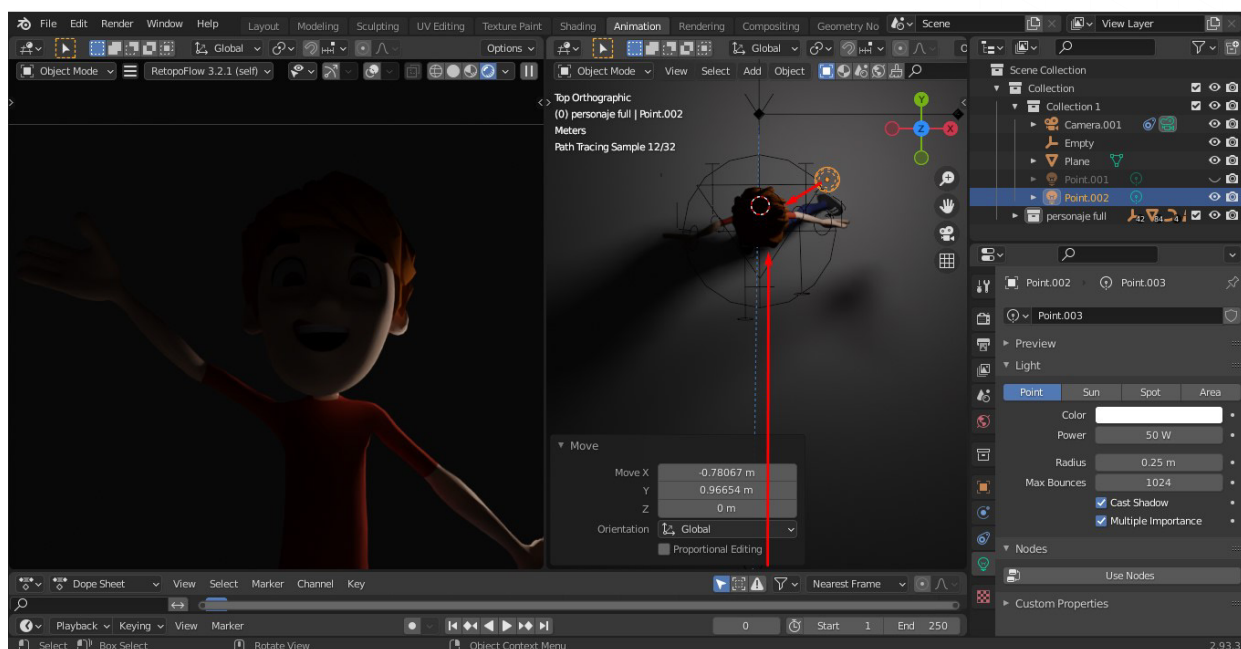 File Edit Render Window Help Layout Modeling Sculpting UV Editing Texture Paint Shading Animation Rendering Compositing Geometry No Scene View Layer
Global Options Global
Object Mode RetopoFlow 3.2.1 (self) Object Mode View Select Add Object
Top Orthographic
(0) personaje full | Point.002
Meters
Path Tracing Sample 12/32
Y
Z
X
Scene Collection
Collection
Collection 1
Camera.001
Empty
Plane
Point.001
Point.002
personaje full 42 84 4
Point.002 Point.003
Point.003
Preview
Light
Point Sun Spot Area
Color
Power 50 W
Radius 0.25 m
Max Bounces 1024
Cast Shadow
Multiple Importance
Nodes
Use Nodes
Custom Properties
Move
Move X -0.78067 m
Y 0.96654 m
Z 0 m
Orientation Global
Proportional Editing
Dope Sheet View Select Marker Channel Key Nearest Frame
Playback Keying View Marker 0 Start 1 End 250
Select Box Select Rotate View Object Context Menu 2.93.3